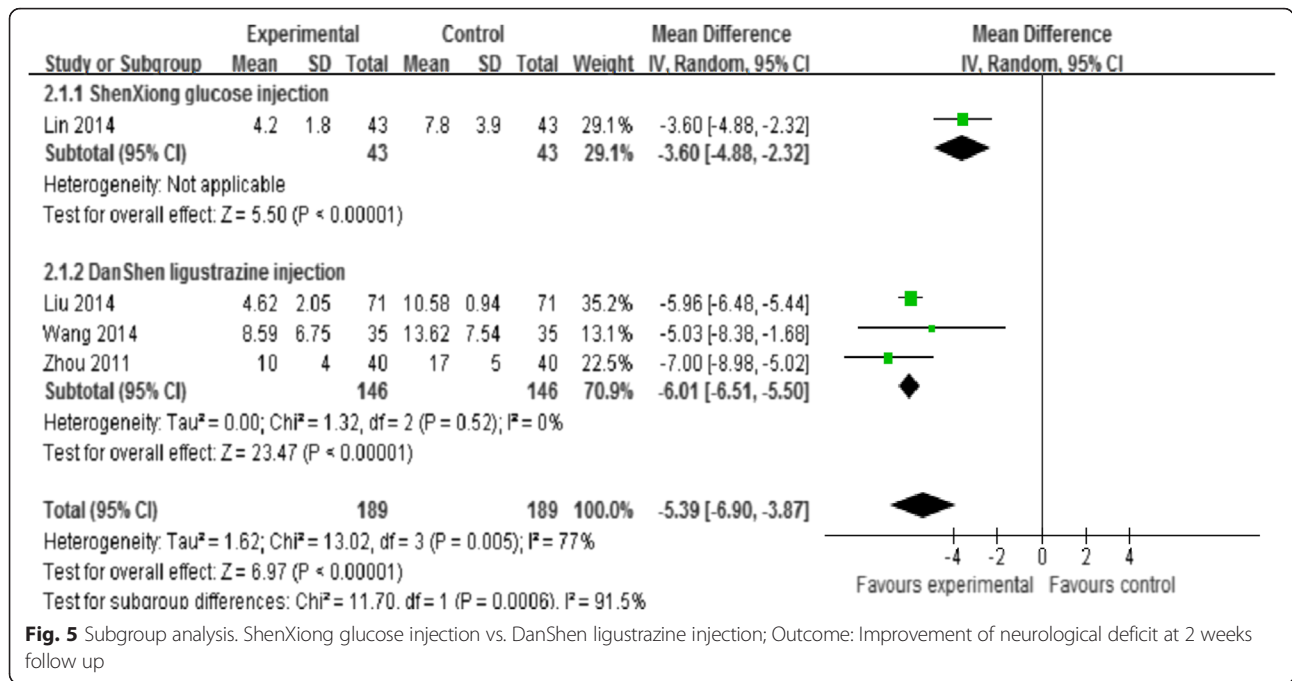 Experimental Control Mean Difference Mean Difference
Study or Subgroup Mean SD Total Mean SD Total Weight IV, Random, 95% CI IV, Random, 95% CI
2.1.1 ShenXiong glucose injection
Lin 2014 4.2 1.8 43 7.8 3.9 43 29.1% -3.60 [-4.88, -2.32]
Subtotal (95% CI) 43 43 29.1% -3.60 [-4.88, -2.32]
Heterogeneity: Not applicable
Test for overall effect: Z = 5.50 (P < 0.00001)
2.1.2 DanShen ligustrazine injection
Liu 2014 4.62 2.05 71 10.58 0.94 71 35.2% -5.96 [-6.48, -5.44]
Wang 2014 8.59 6.75 35 13.62 7.54 35 13.1% -5.03 [-8.38, -1.68]
Zhou 2011 10 4 40 17 5 40 22.5% -7.00 [-8.98, -5.02]
Subtotal (95% CI) 146 146 70.9% -6.01 [-6.51, -5.50]
Heterogeneity: Tau² = 0.00; Chi² = 1.32, df = 2 (P = 0.52); I² = 0%
Test for overall effect: Z = 23.47 (P < 0.00001)
Total (95% CI) 189 189 100.0% -5.39 [-6.90, -3.87]
Heterogeneity: Tau² = 1.62; Chi² = 13.02, df = 3 (P = 0.005); I² = 77%
Test for overall effect: Z = 6.97 (P < 0.00001)
Test for subgroup differences: Chi² = 11.70. df = 1 (P = 0.0006). I² = 91.5%
-4 -2 0 2 4
Favours experimental Favours control
Fig. 5 Subgroup analysis. ShenXiong glucose injection vs. DanShen ligustrazine injection; Outcome: Improvement of neurological deficit at 2 weeks
follow up